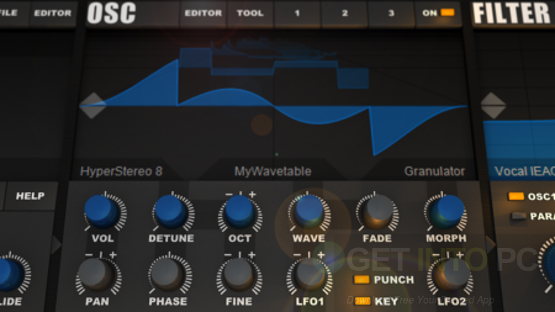 FILE EDITOR OSC EDITOR TOOL 1 2 3 ON FILTER
HyperStereo 8 MyWavetable Granulator Vocal IEAO
HELP OSC1
PARA
VOL DETUNE OCT WAVE FADE MORPH
GET INTO PC
PUNCH
LIDE PAN PHASE FINE LFO1 KEY LFO2
Download Free Your Desired App